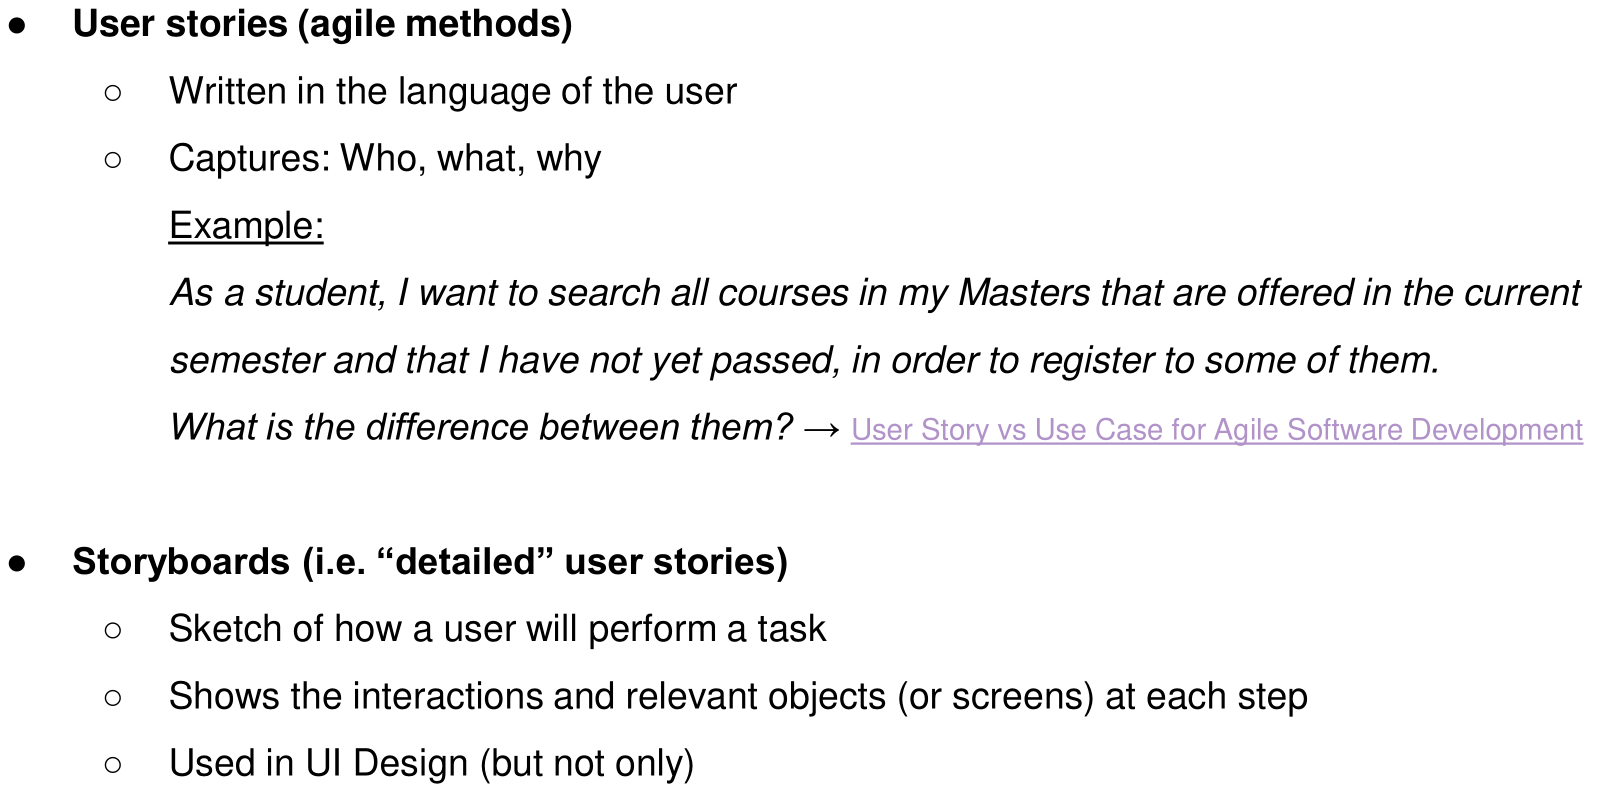 ● User stories (agile methods)
○ Written in the language of the user
○ Captures: Who, what, why
Example:
As a student, I want to search all courses in my Masters that are offered in the current
semester and that I have not yet passed, in order to register to some of them.
What is the difference between them? → User Story vs Use Case for Agile Software Development
● Storyboards (i.e. “detailed” user stories)
○ Sketch of how a user will perform a task
○ Shows the interactions and relevant objects (or screens) at each step
○ Used in UI Design (but not only)